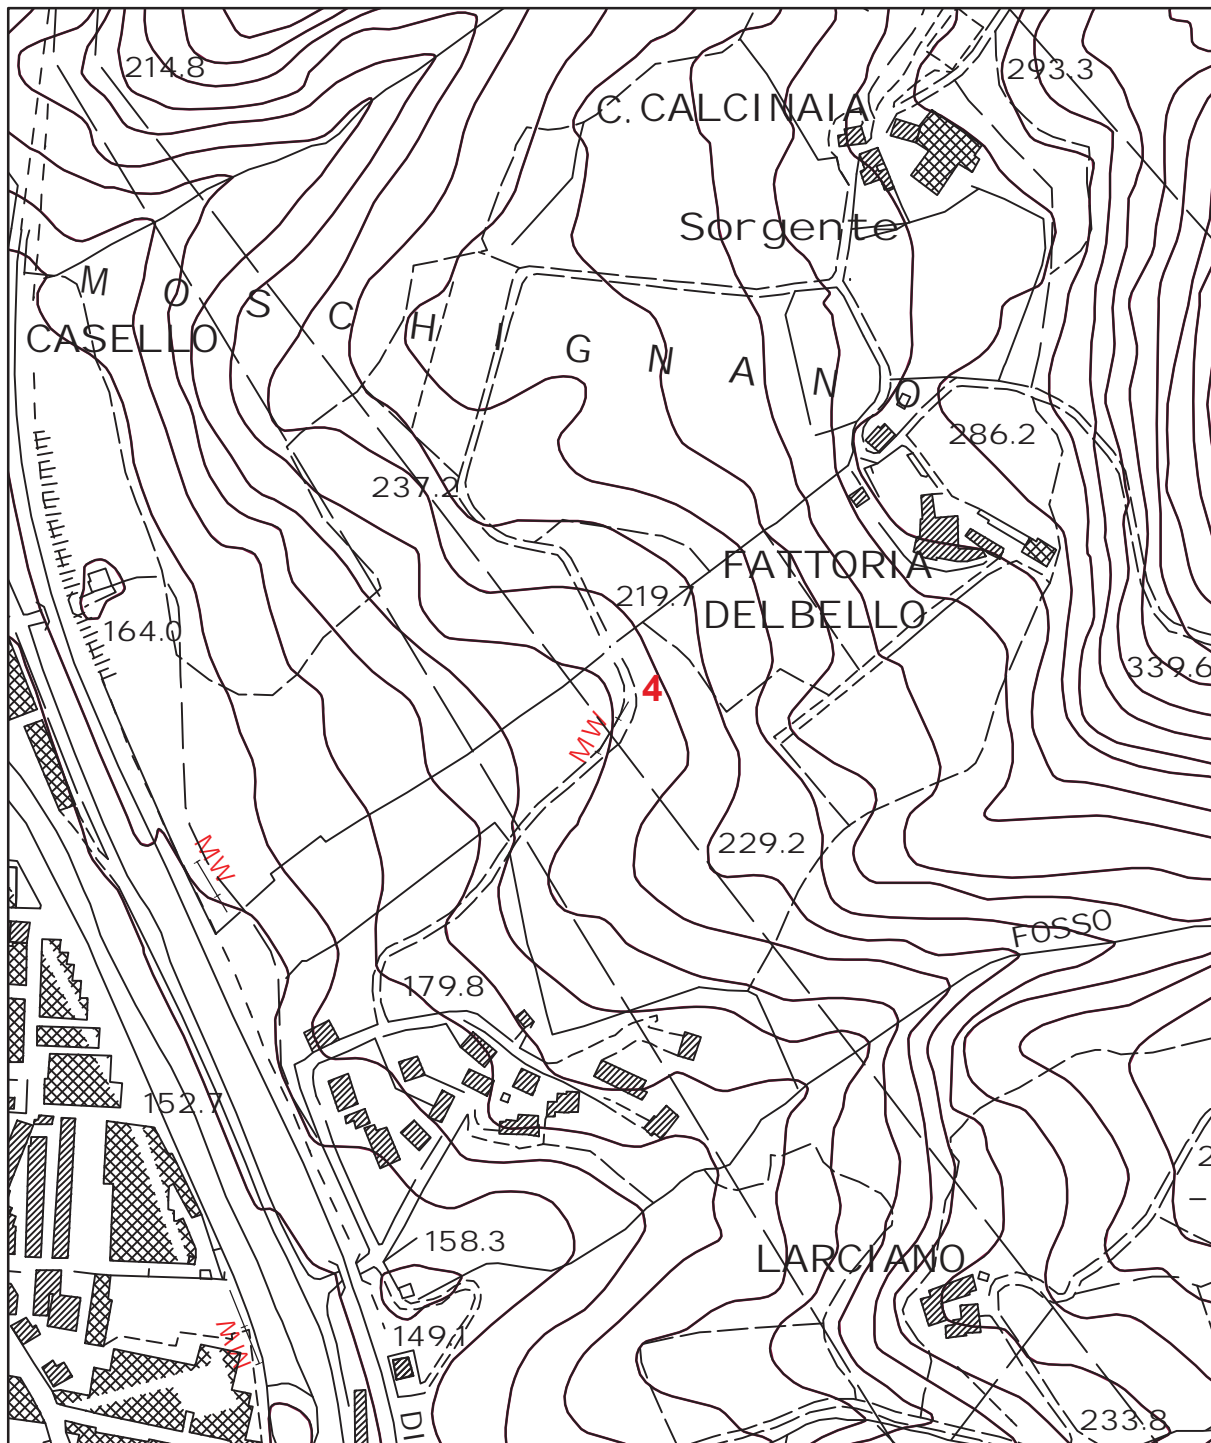 214.8
293.3
C. CALCINAIA
Sorgente
MOSCHIGNANO
CASELLO
286.2
237.2
FATTORIA
DELBELLO
219.7
164.0
339.6
4
MW
MW
229.2
FOSSO
179.8
152.7
2
158.3
LARCIANO
149.1
MW
233.8
DI